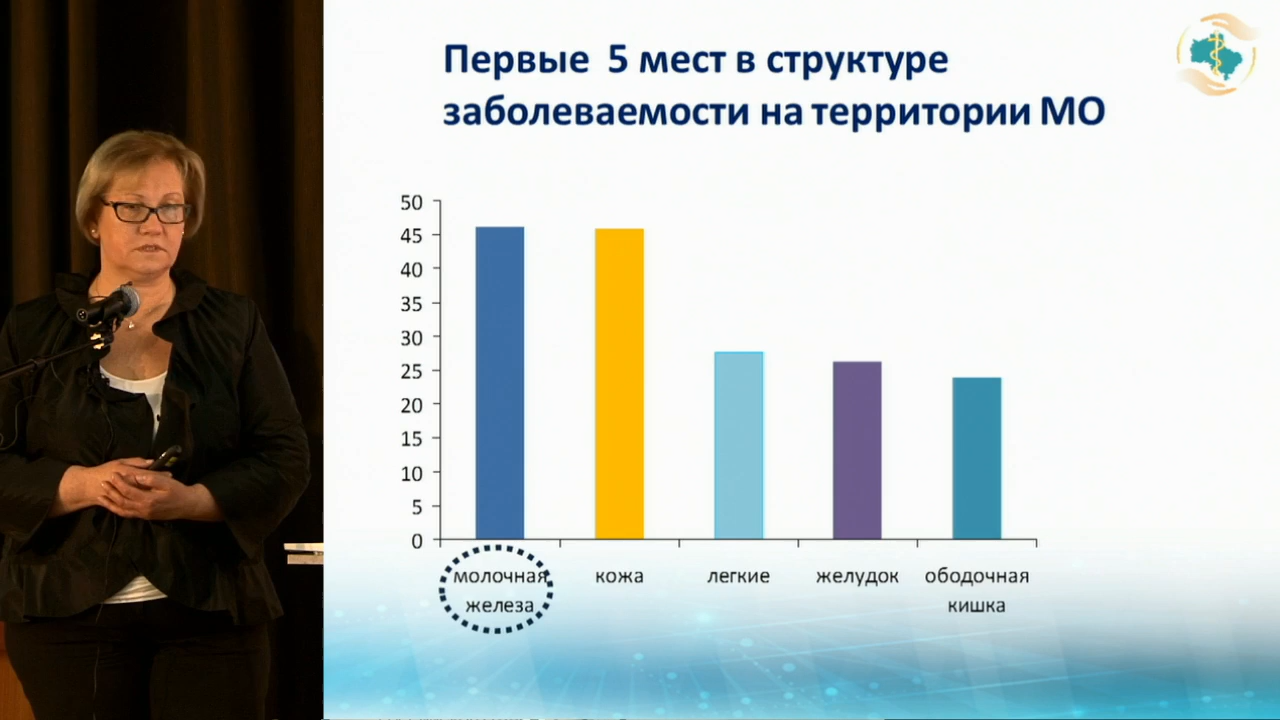 Первые 5 мест в структуре
заболеваемости на территории МО
50
45
40
35
30
25
20
15
10
5
0
молочная
железа
кожа
легкие
желудок
ободочная
кишка